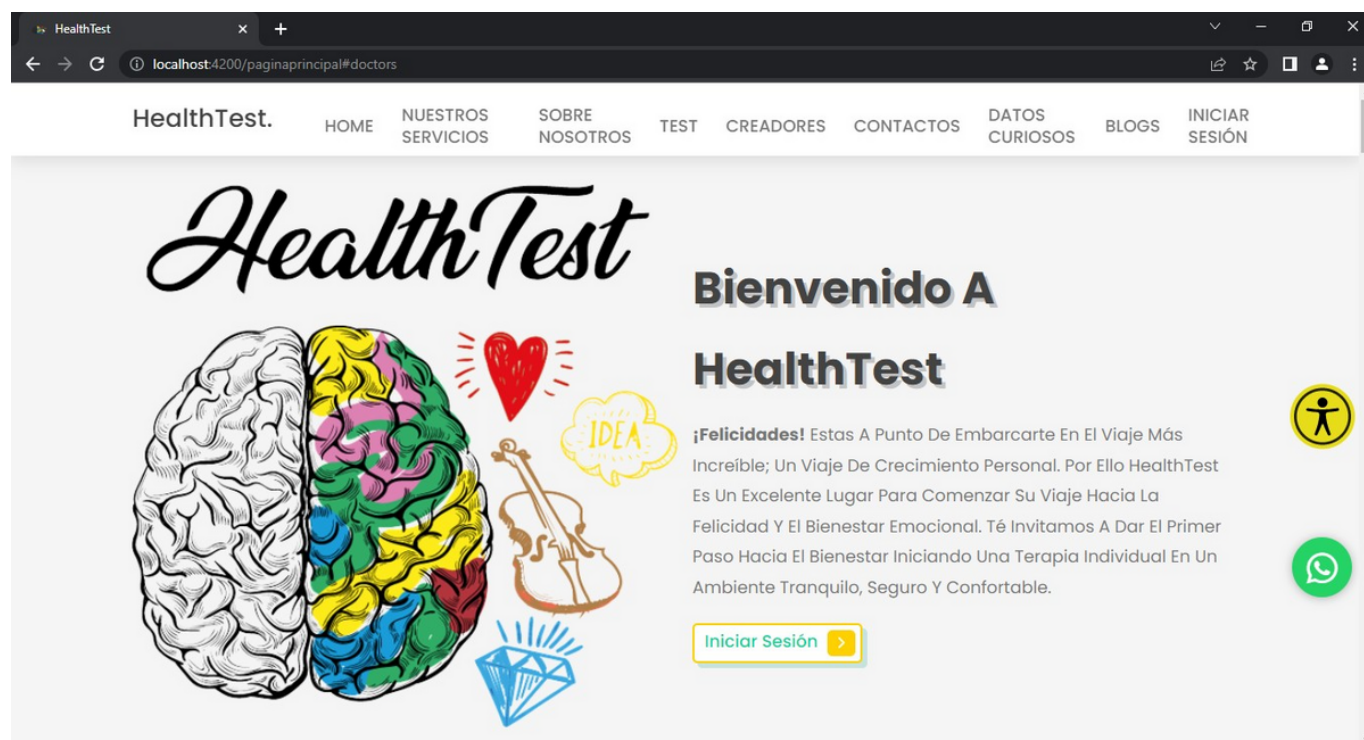 HealthTest
localhost:4200/paginaprincipal#doctors
HealthTest.
HOME
NUESTROS
SERVICIOS
SOBRE
NOSOTROS
TEST
CREADORES
CONTACTOS
DATOS
CURIOSOS
BLOGS
INICIAR
SESIÓN
HealthTest
IDEA
Bienvenido A
HealthTest
¡Felicidades! Estas A Punto De Embarcarte En El Viaje Más
Increíble; Un Viaje De Crecimiento Personal. Por Ello HealthTest
Es Un Excelente Lugar Para Comenzar Su Viaje Hacia La
Felicidad Y El Bienestar Emocional. Té Invitamos A Dar El Primer
Paso Hacia El Bienestar Iniciando Una Terapia Individual En Un
Ambiente Tranquilo, Seguro Y Confortable.
Iniciar Sesión